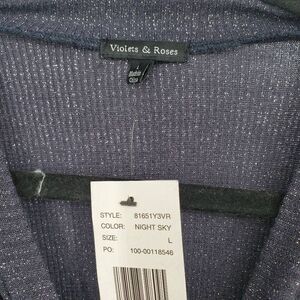 Violets & Roses
L
STYLE: 81651Y3VR
COLOR: NIGHT SKY
SIZE: L
PO: 100-00118546